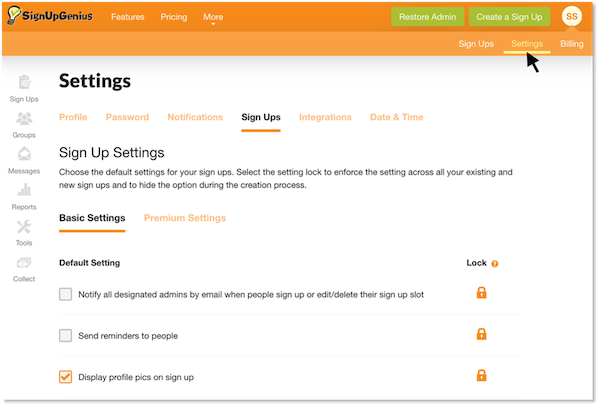 SignUpGenius Features Pricing More Restore Admin Create a Sign Up SS
Sign Ups Settings Billing
Settings
Sign Ups
Groups
Messages
Reports
Tools
Collect
Profile Password Notifications Sign Ups Integrations Date & Time
Sign Up Settings
Choose the default settings for your sign ups. Select the setting lock to enforce the setting across all your existing and
new sign ups and to hide the option during the creation process.
Basic Settings Premium Settings
Default Setting Lock ?
Notify all designated admins by email when people sign up or edit/delete their sign up slot
Send reminders to people
Display profile pics on sign up